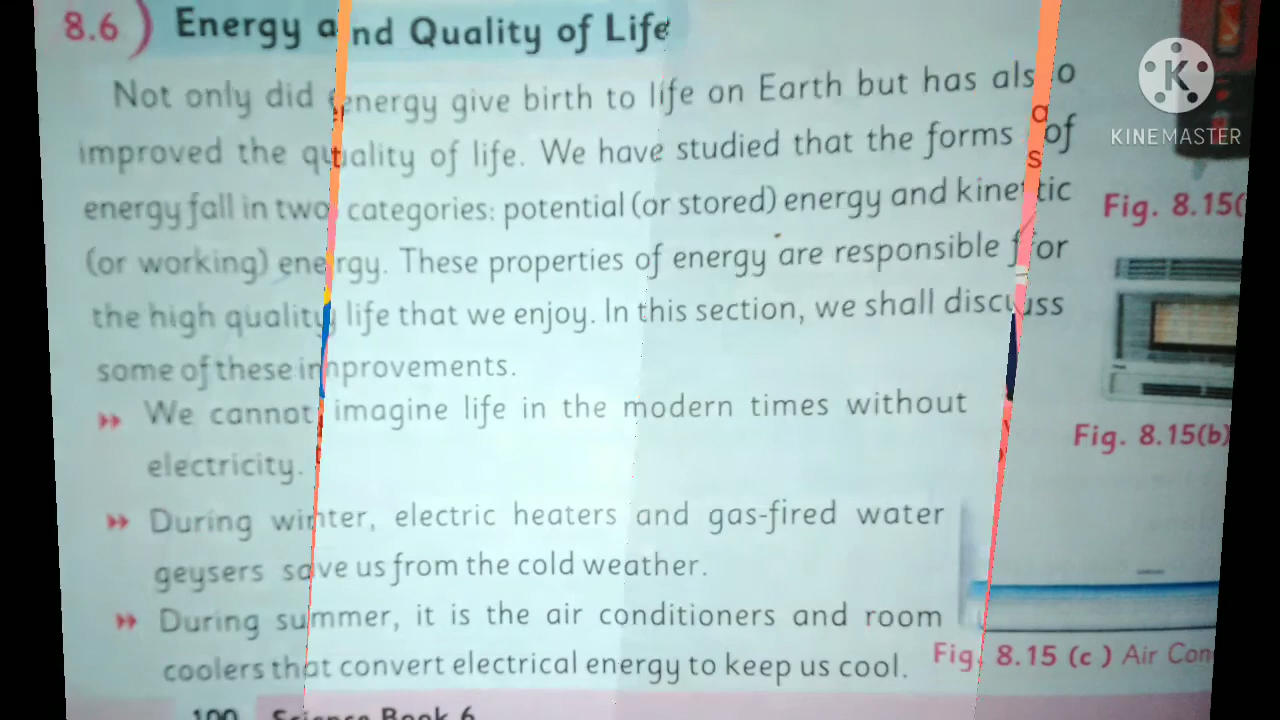 8.6) Energy and Quality of Life
Not only did energy give birth to life on Earth but has also
improved the quality of life. We have studied that the forms of
energy fall in two categories: potential (or stored) energy and kinetic
(or working) energy. These properties of energy are responsible for
the high quality life that we enjoy. In this section, we shall discuss
some of these improvements.
We cannot imagine life in the modern times without
electricity.
During winter, electric heaters and gas-fired water
geysers save us from the cold weather.
During summer, it is the air conditioners and room
coolers that convert electrical energy to keep us cool.
KINEMASTER
Fig. 8.15(
Fig. 8.15(b)
Fig. 8.15 (c) Air Con
100 Science Book 6